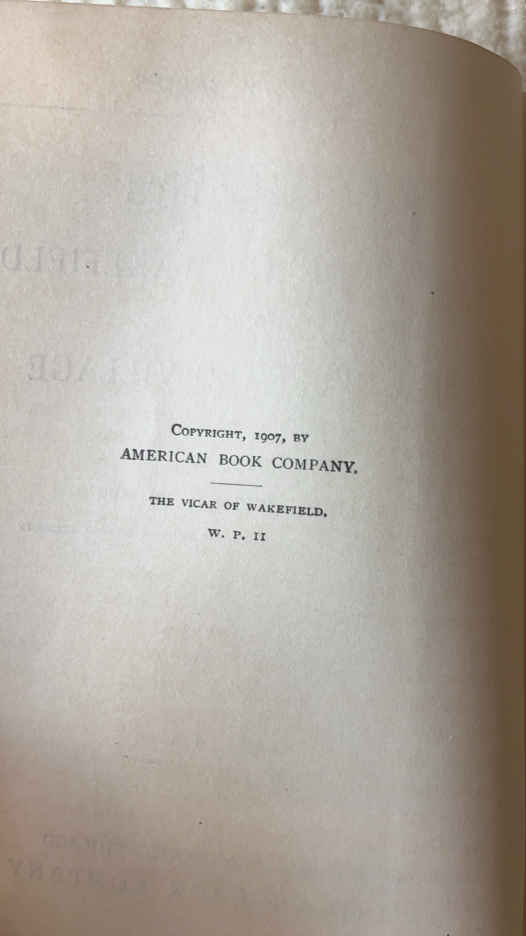 COPYRIGHT, 1907, BY
AMERICAN BOOK COMPANY.
THE VICAR OF WAKEFIELD.
W. P. II